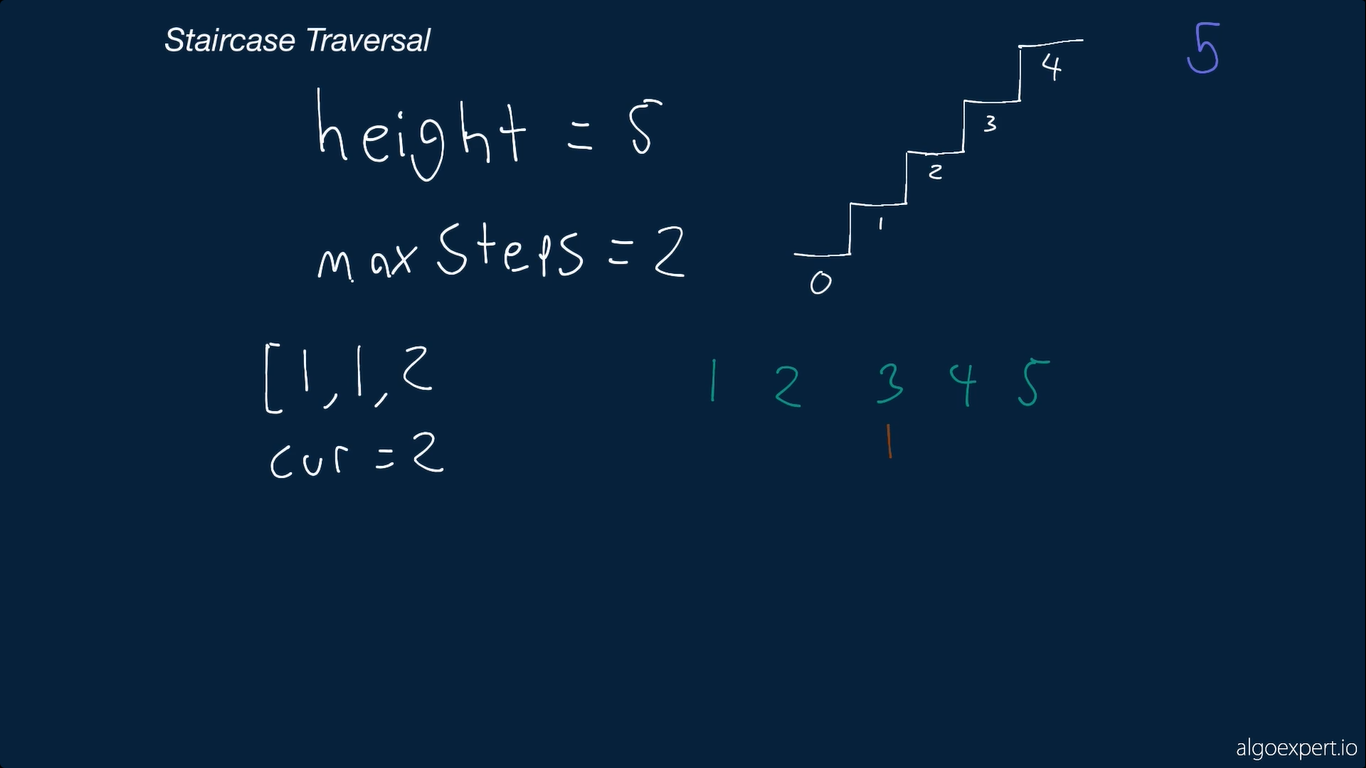 Staircase Traversal
5
height = 5
4
3
2
1
0
maxSteps = 2
[1,1,2
cur = 2
1 2 3 4 5
1
algoexpert.io